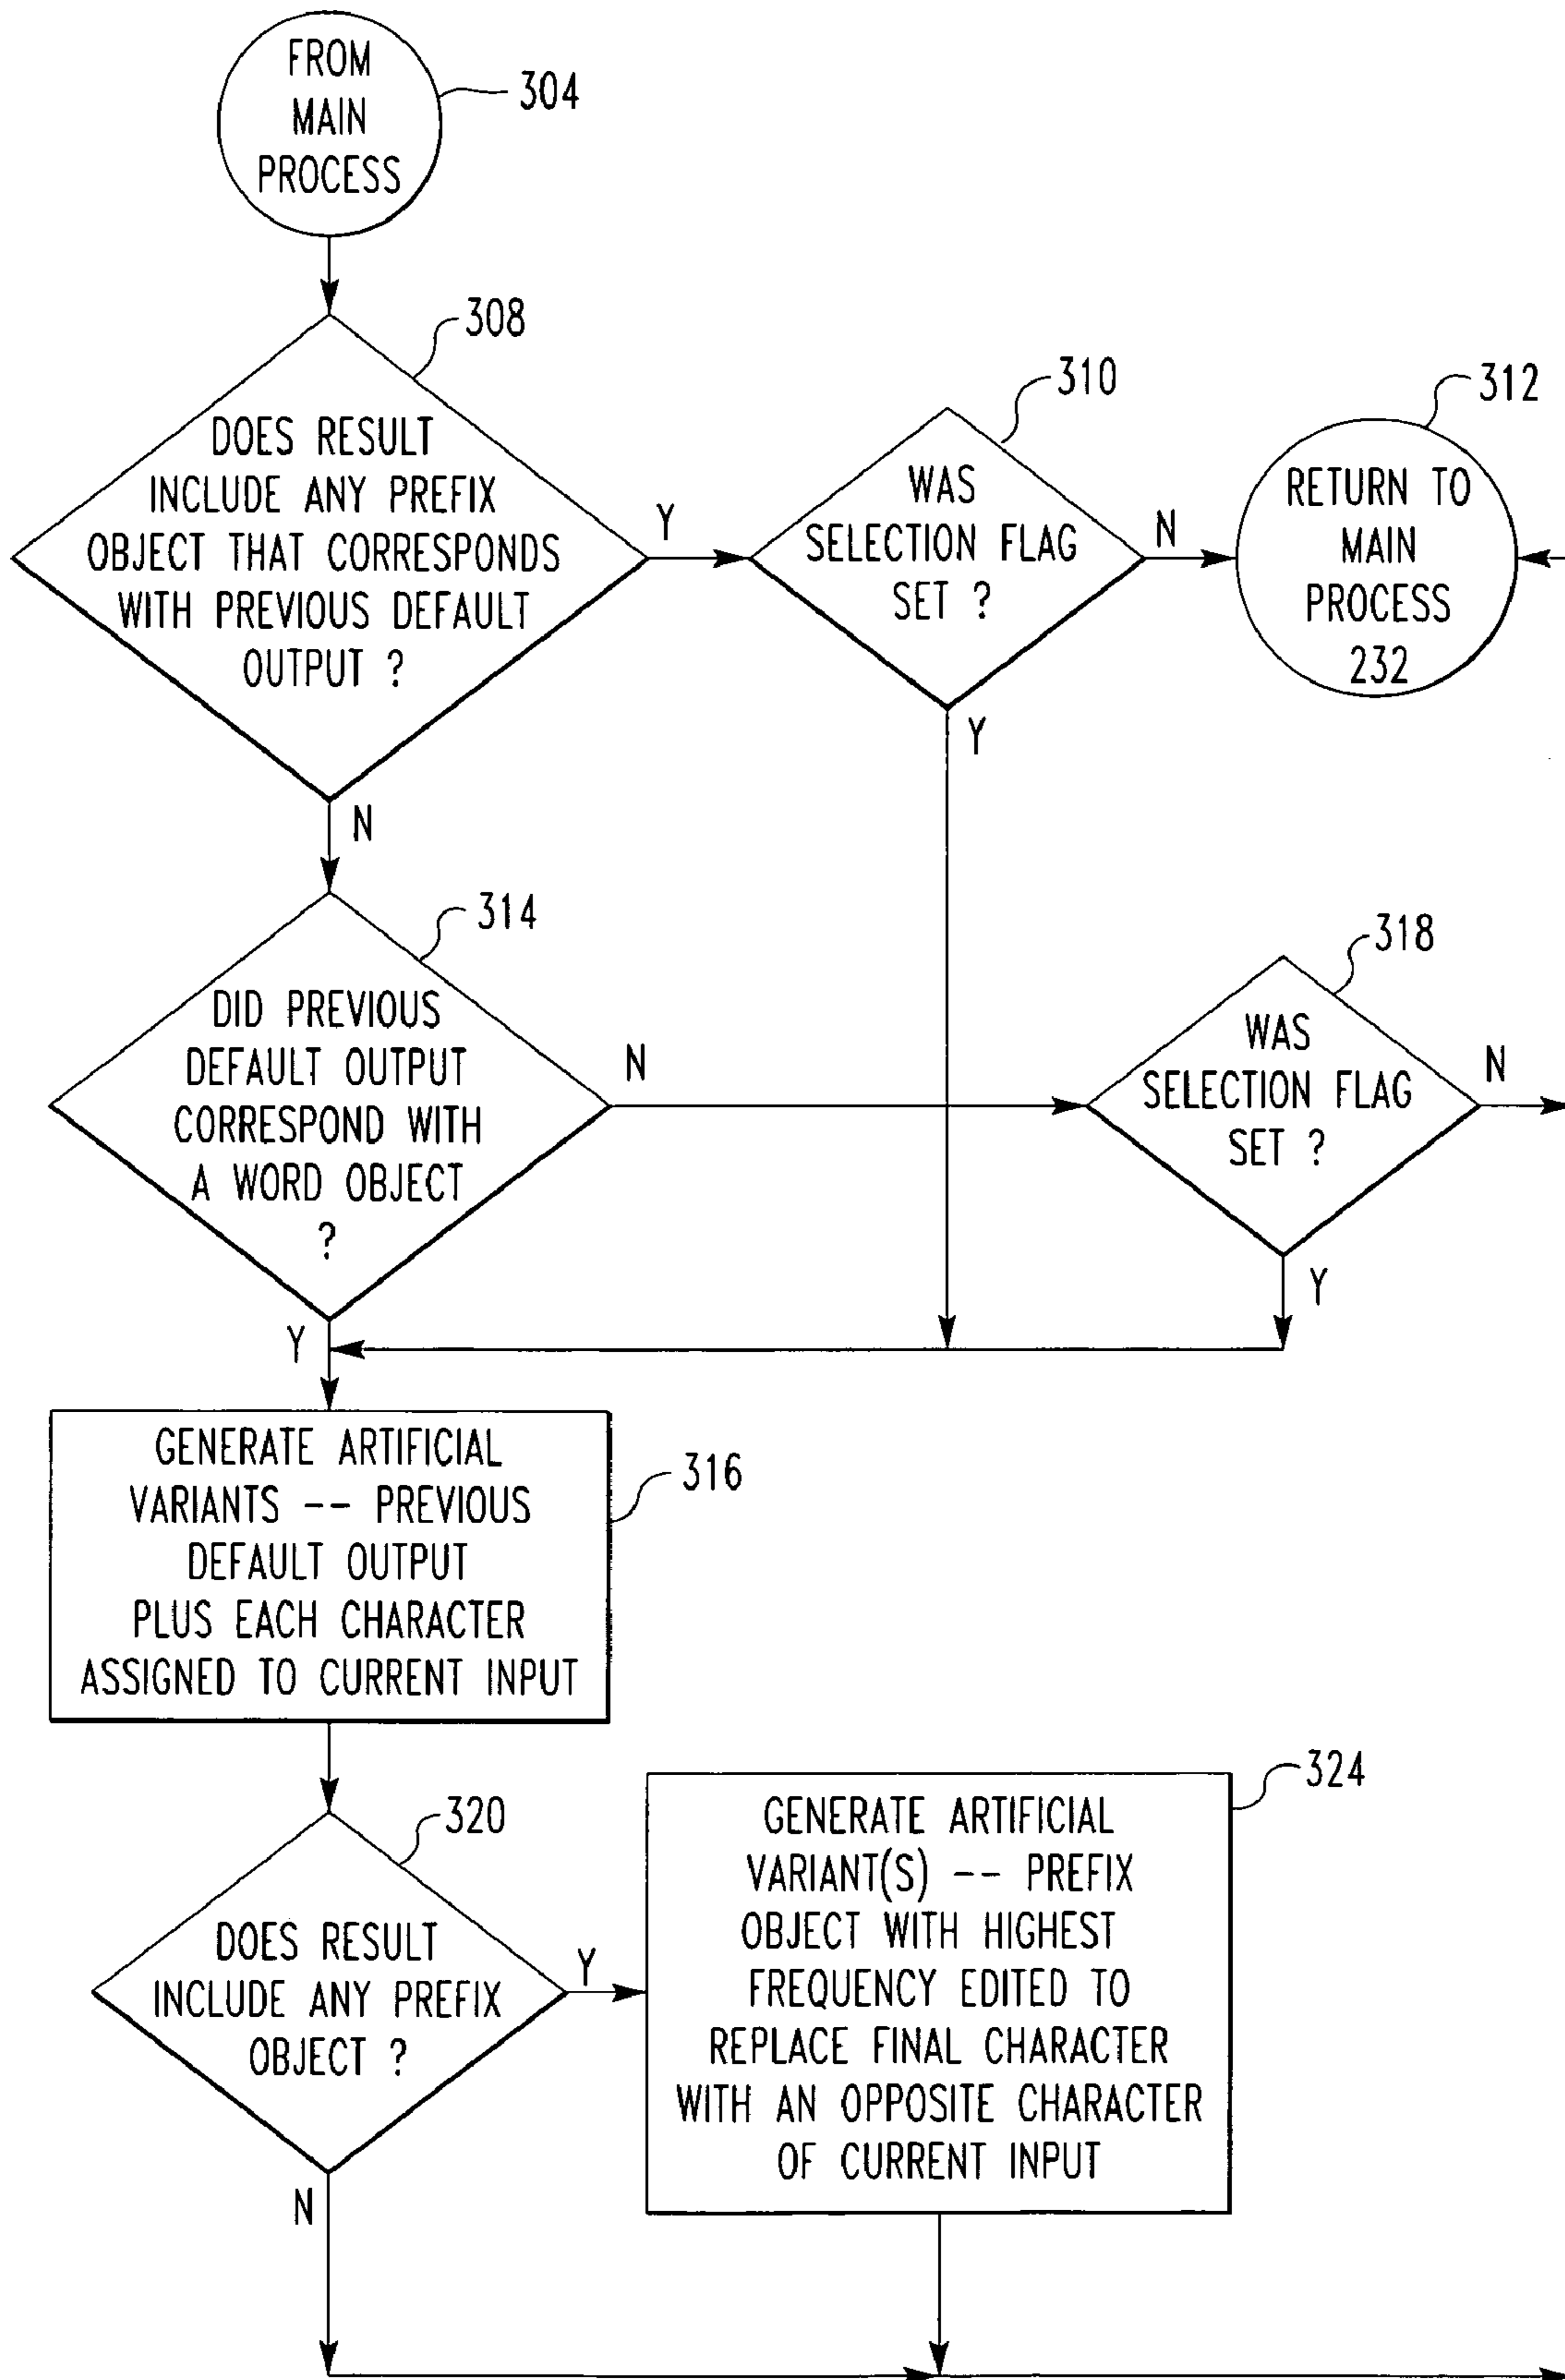 FROM
MAIN
PROCESS
304
308
DOES RESULT
INCLUDE ANY PREFIX
OBJECT THAT CORRESPONDS
WITH PREVIOUS DEFAULT
OUTPUT ?
Y
N
310
WAS
SELECTION FLAG
SET ?
N
Y
312
RETURN TO
MAIN
PROCESS
232
314
DID PREVIOUS
DEFAULT OUTPUT
CORRESPOND WITH
A WORD OBJECT
?
N
Y
318
WAS
SELECTION FLAG
SET ?
N
Y
GENERATE ARTIFICIAL
VARIANTS -- PREVIOUS
DEFAULT OUTPUT
PLUS EACH CHARACTER
ASSIGNED TO CURRENT INPUT
316
320
DOES RESULT
INCLUDE ANY PREFIX
OBJECT ?
Y
N
324
GENERATE ARTIFICIAL
VARIANT(S) -- PREFIX
OBJECT WITH HIGHEST
FREQUENCY EDITED TO
REPLACE FINAL CHARACTER
WITH AN OPPOSITE CHARACTER
OF CURRENT INPUT